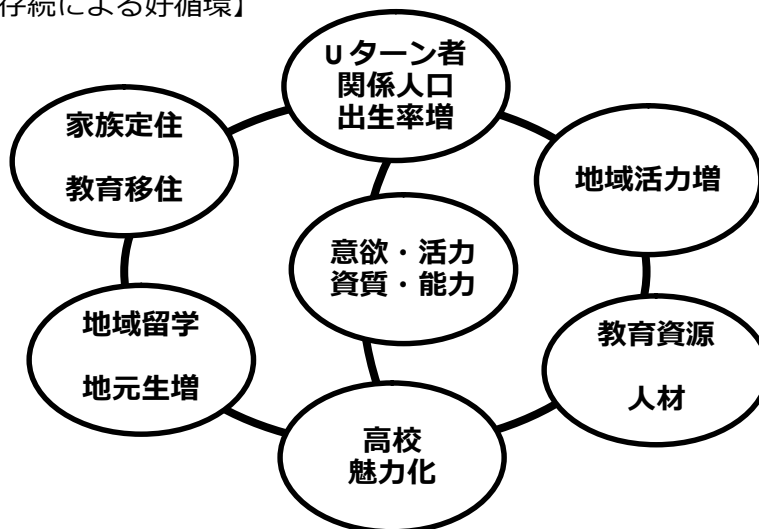 存続による好循環】
Uターン者
関係人口
出生率増
家族定住
教育移住
地域活力増
意欲・活力
資質・能力
地域留学
地元生増
教育資源
人材
高校
魅力化